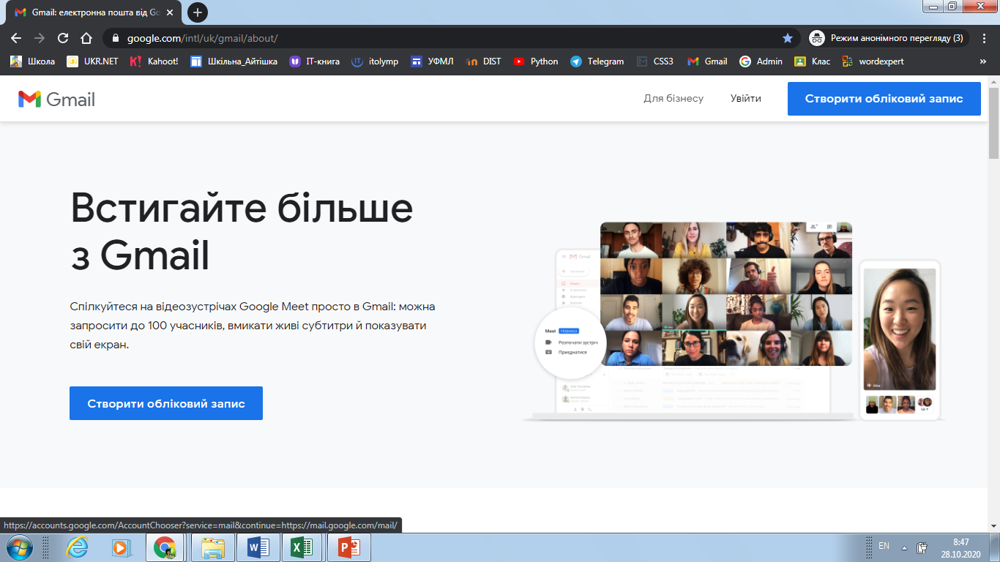 Gmail: електронна пошта від Go
google.com/intl/uk/gmail/about/
Режим анонімного перегляду (3)
Школа
UKR.NET
Kahoot!
Шкільна_Айтішка
ІТ-книга
itolymp
УФМЛ
DIST
Python
Telegram
CSS3
Gmail
Admin
Клас
wordexpert
Gmail
Для бізнесу
Увійти
Створити обліковий запис
Встигайте більше
з Gmail
Спілкуйтеся на відеозустрічах Google Meet просто в Gmail: можна
запросити до 100 учасників, вмикати живі субтитри й показувати
свій екран.
Створити обліковий запис
Gmail
Meet Новинка
Розпочати зустріч
Приєднатися
https://accounts.google.com/AccountChooser?service=mail&continue=https://mail.google.com/mail/
EN
8:47
28.10.2020